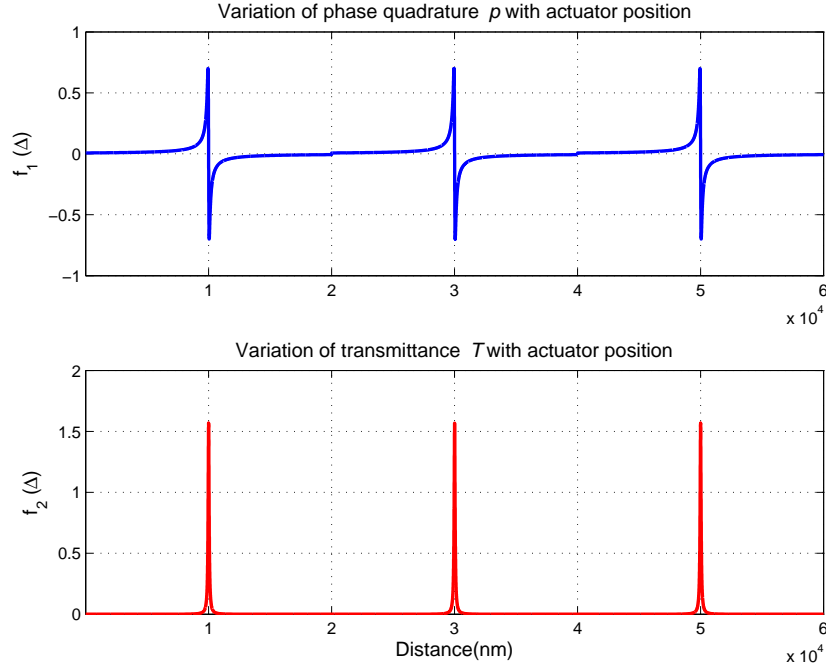 Variation of phase quadrature p with actuator position
1
0.5
0
−0.5
−1
f1 (Δ)
1 2 3 4 5 6
x 10^4
Variation of transmittance T with actuator position
2
1.5
1
0.5
0
f2 (Δ)
1 2 3 4 5 6
Distance(nm)
x 10^4